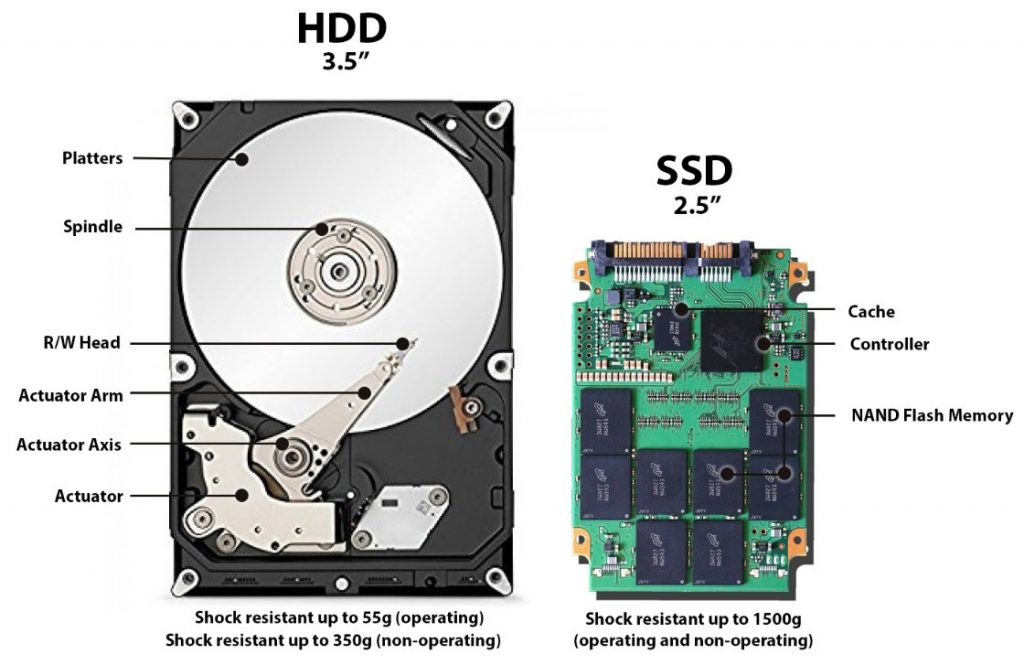 HDD
3.5”
Platters
Spindle
R/W Head
Actuator Arm
Actuator Axis
Actuator
Shock resistant up to 55g (operating)
Shock resistant up to 350g (non-operating)
SSD
2.5”
Cache
Controller
NAND Flash Memory
Shock resistant up to 1500g
(operating and non-operating)